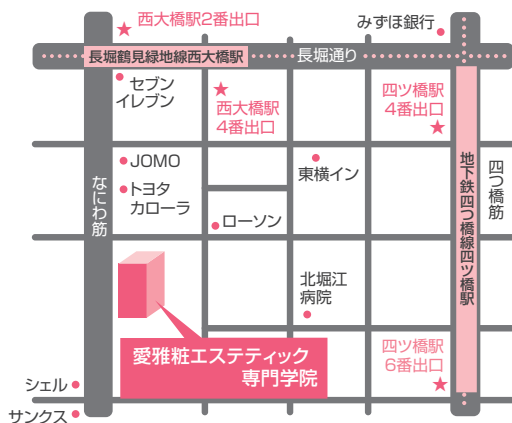 西大橋駅2番出口
みずほ銀行
長堀鶴見緑地線西大橋駅
長堀通り
セブン
イレブン
西大橋駅
4番出口
四ツ橋駅
4番出口
JOMO
トヨタ
カローラ
東横イン
なにわ筋
地下鉄四つ橋線四ツ橋駅
四つ橋筋
ローソン
北堀江
病院
愛雅粧エステティック
専門学院
四ツ橋駅
6番出口
シェル
サンクス